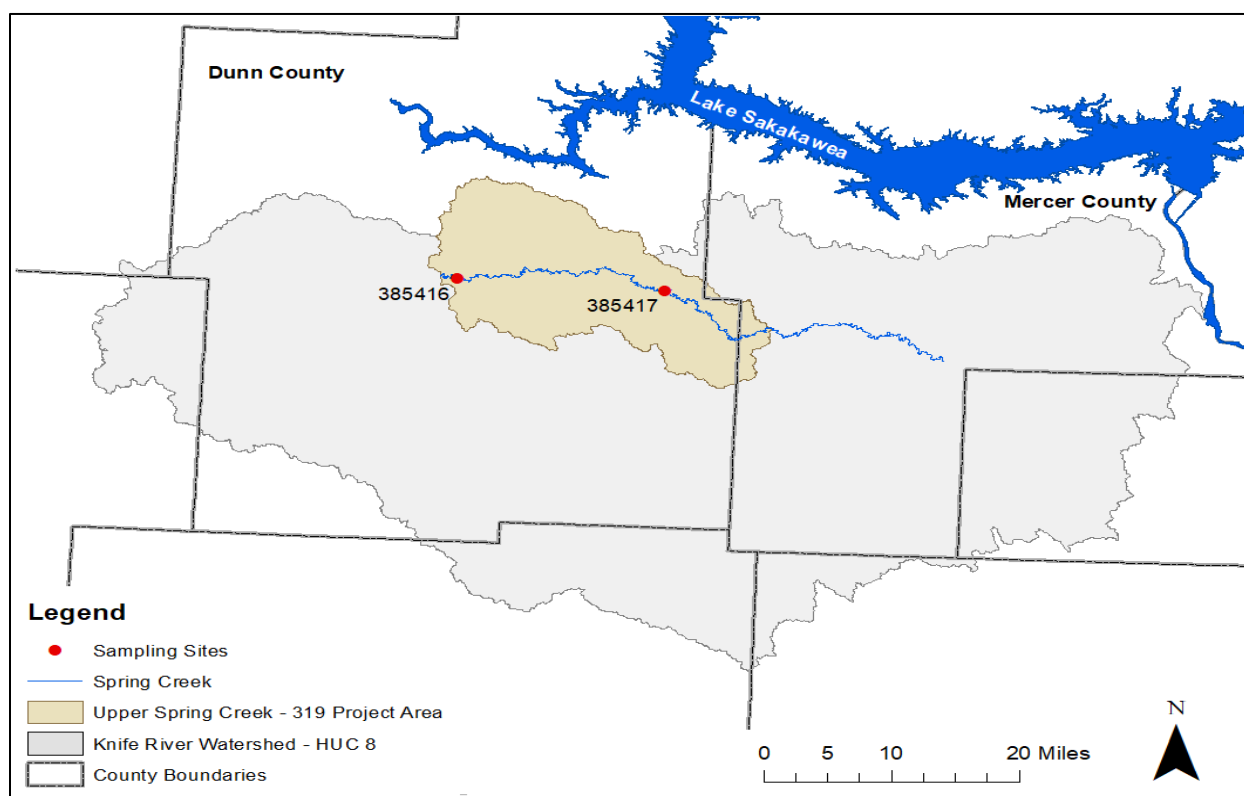 Dunn County
Lake Sakakawea
Mercer County
385416
385417
Legend
Sampling Sites
Spring Creek
Upper Spring Creek - 319 Project Area
Knife River Watershed - HUC 8
County Boundaries
0 5 10 20 Miles
N